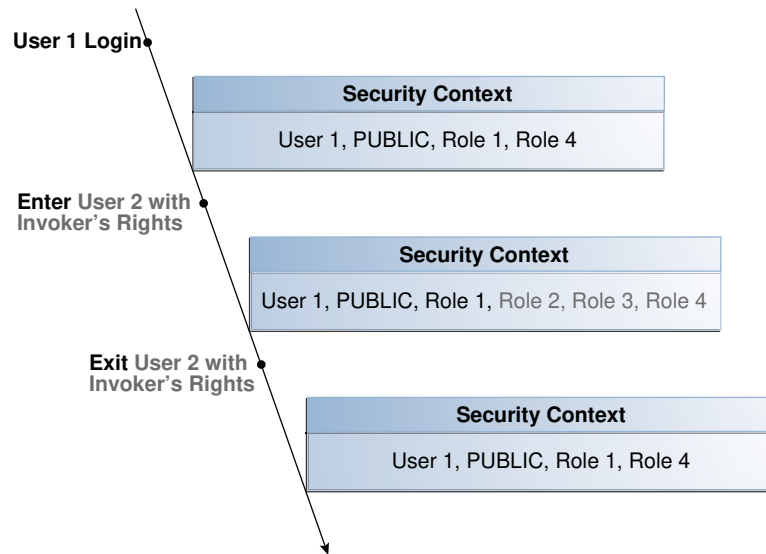 User 1 Login
Security Context
User 1, PUBLIC, Role 1, Role 4
Enter User 2 with
Invoker's Rights
Security Context
User 1, PUBLIC, Role 1, Role 2, Role 3, Role 4
Exit User 2 with
Invoker's Rights
Security Context
User 1, PUBLIC, Role 1, Role 4